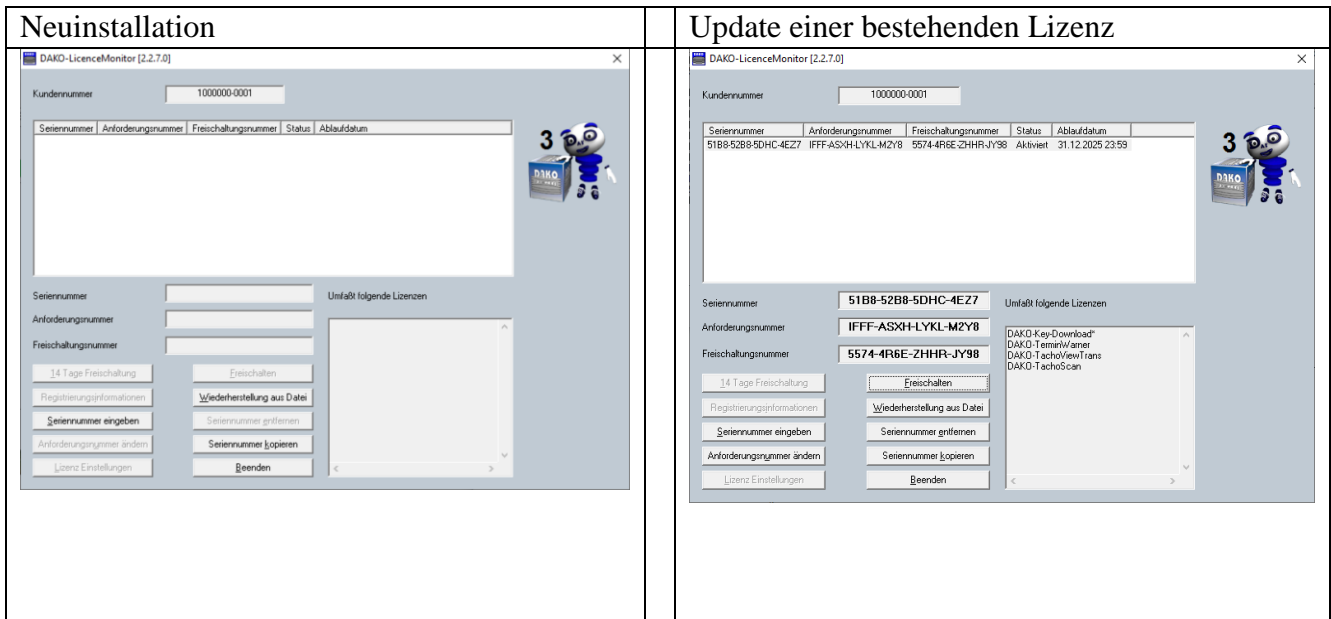 Neuinstallation
DAKO-LicenceMonitor [2.2.7.0]
Kundennummer 1000000-0001
Seriennummer Anforderungsnummer Freischaltungsnummer Status Ablaufdatum
3
DAKO
Seriennummer
Umfaßt folgende Lizenzen
Anforderungsnummer
Freischaltungsnummer
14 Tage Freischaltung Freischalten
Registrierungsinformationen Wiederherstellung aus Datei
Seriennummer eingeben Seriennummer entfernen
Anforderungsnummer ändern Seriennummer kopieren
Lizenz Einstellungen Beenden
Update einer bestehenden Lizenz
DAKO-LicenceMonitor [2.2.7.0]
Kundennummer 1000000-0001
Seriennummer Anforderungsnummer Freischaltungsnummer Status Ablaufdatum
51B8-52B8-5DHC-4EZ7 IFFF-ASXH-LYKL-M2Y8 5574-4R6E-ZHHR-JY98 Aktiviert 31.12.2025 23:59
3
DAKO
Seriennummer 51B8-52B8-5DHC-4EZ7
Umfaßt folgende Lizenzen
Anforderungsnummer IFFF-ASXH-LYKL-M2Y8
Freischaltungsnummer 5574-4R6E-ZHHR-JY98
DAKO-Key-Download*
DAKO-TerminWarner
DAKO-TachoViewTrans
DAKO-TachoScan
14 Tage Freischaltung Freischalten
Registrierungsinformationen Wiederherstellung aus Datei
Seriennummer eingeben Seriennummer entfernen
Anforderungsnummer ändern Seriennummer kopieren
Lizenz Einstellungen Beenden